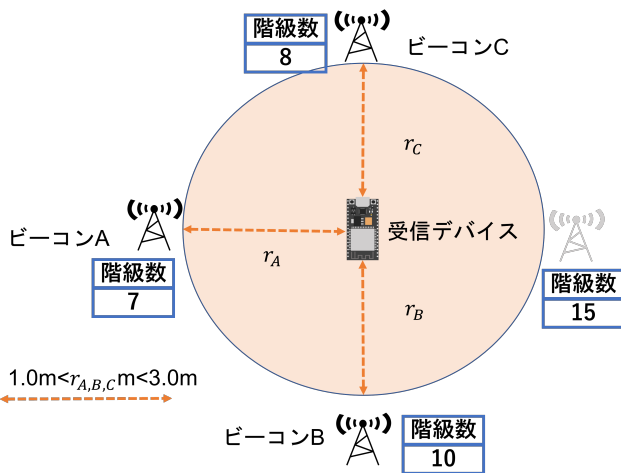 階級数
8
ビーコンC
r_C
ビーコンA
受信デバイス
r_A
階級数
7
階級数
15
r_B
1.0m<r_{A,B,C}m<3.0m
ビーコンB
階級数
10